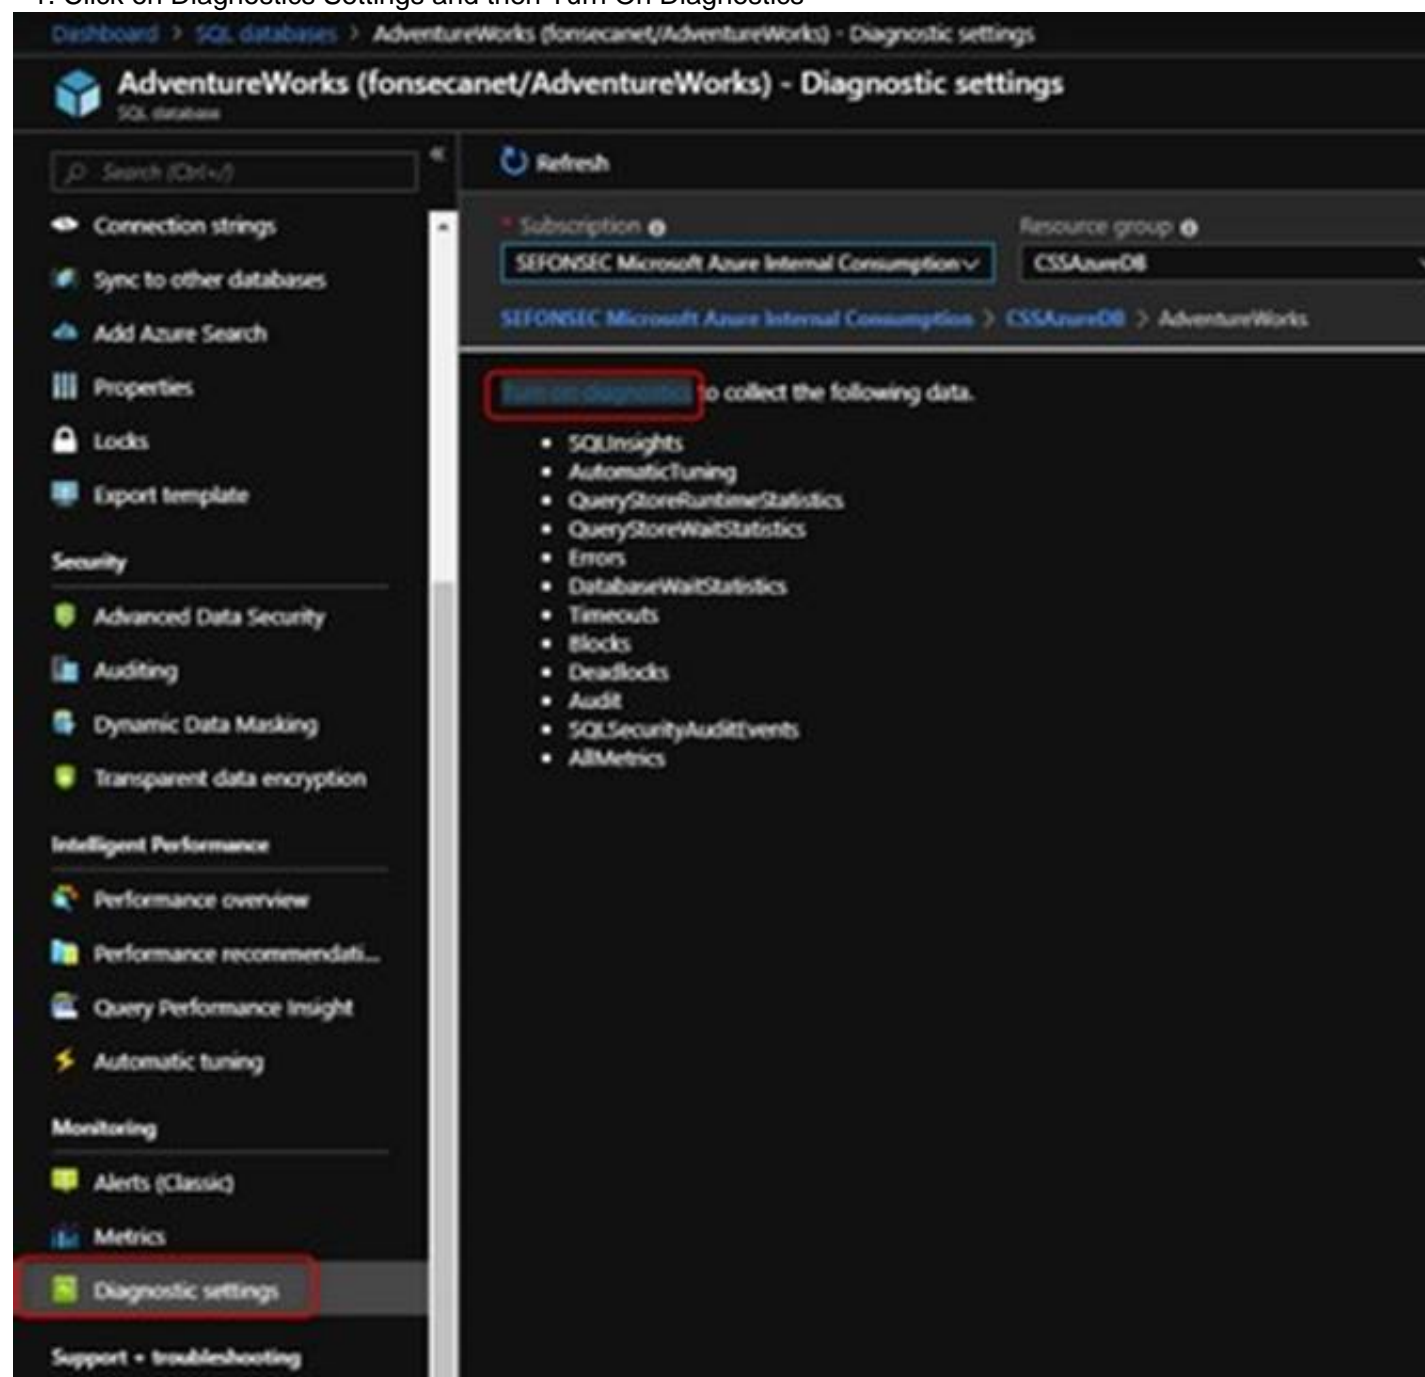 1. Click on Diagnostics Settings and then Turn On Diagnostics
Dashboard > SQL databases > AdventureWorks (fonsecanet/AdventureWorks) - Diagnostic settings
AdventureWorks (fonsecanet/AdventureWorks) - Diagnostic settings
SQL database
Search (Ctrl+/)
Connection strings
Sync to other databases
Add Azure Search
Properties
Locks
Export template
Security
Advanced Data Security
Auditing
Dynamic Data Masking
Transparent data encryption
Intelligent Performance
Performance overview
Performance recommendati...
Query Performance Insight
Automatic tuning
Monitoring
Alerts (Classic)
Metrics
Diagnostic settings
Support + troubleshooting
Refresh
* Subscription
Resource group
SEFONSEC Microsoft Azure Internal Consumption
CSSAzureDB
SEFONSEC Microsoft Azure Internal Consumption > CSSAzureDB > AdventureWorks
Turn on diagnostics to collect the following data.
• SQLInsights
• AutomaticTuning
• QueryStoreRuntimeStatistics
• QueryStoreWaitStatistics
• Errors
• DatabaseWaitStatistics
• Timeouts
• Blocks
• Deadlocks
• Audit
• SQLSecurityAuditEvents
• AllMetrics